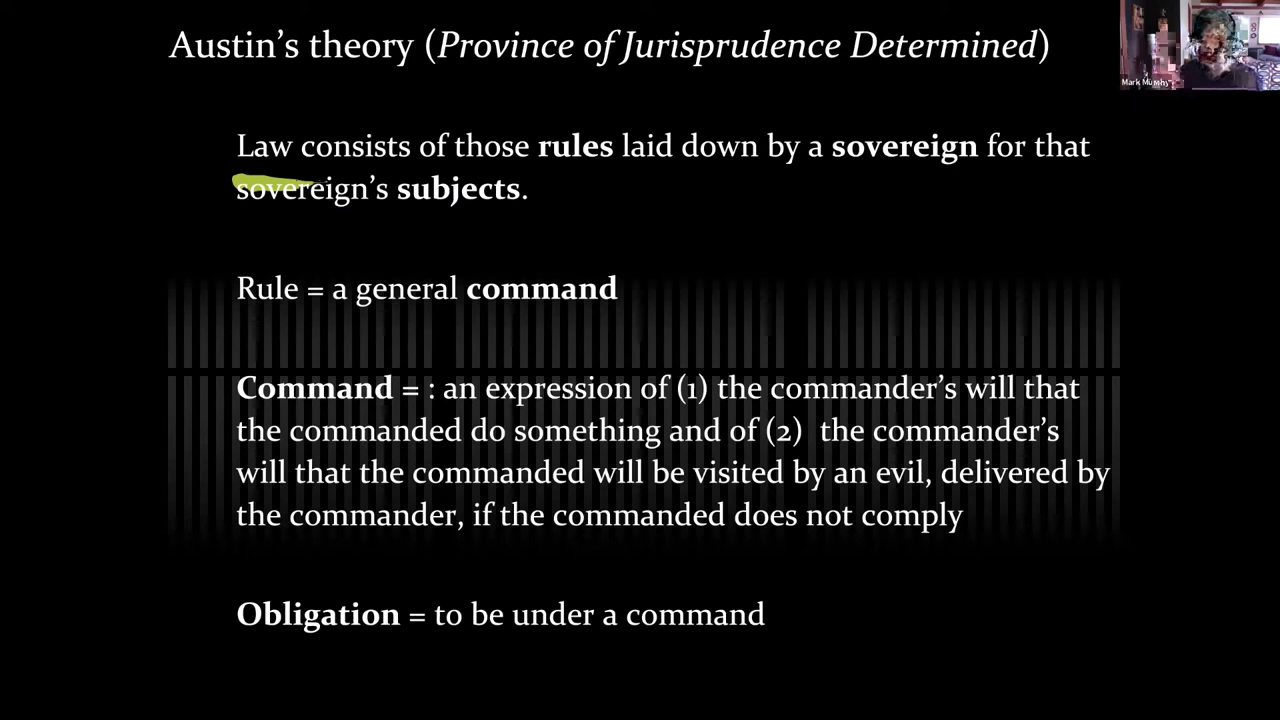 Austin’s theory (Province of Jurisprudence Determined)
Mark Murphy
Law consists of those rules laid down by a sovereign for that
sovereign’s subjects.
Rule = a general command
Command = : an expression of (1) the commander’s will that
the commanded do something and of (2) the commander’s
will that the commanded will be visited by an evil, delivered by
the commander, if the commanded does not comply
Obligation = to be under a command